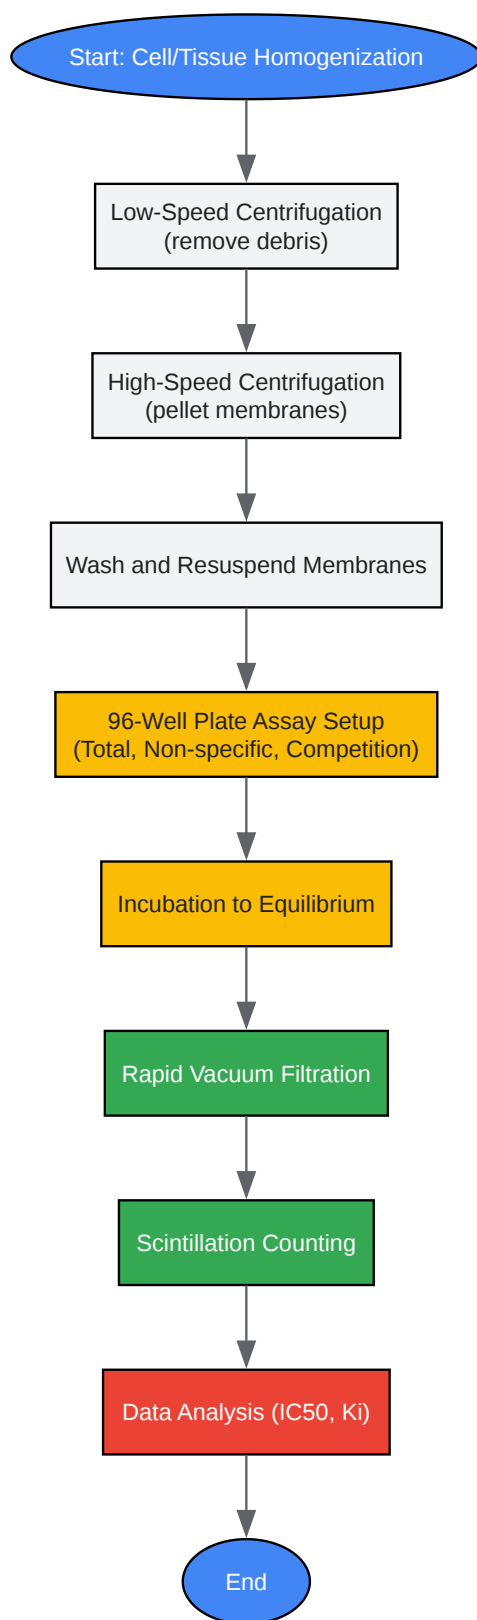 Start: Cell/Tissue Homogenization
Low-Speed Centrifugation
(remove debris)
High-Speed Centrifugation
(pellet membranes)
Wash and Resuspend Membranes
96-Well Plate Assay Setup
(Total, Non-specific, Competition)
Incubation to Equilibrium
Rapid Vacuum Filtration
Scintillation Counting
Data Analysis (IC50, Ki)
End